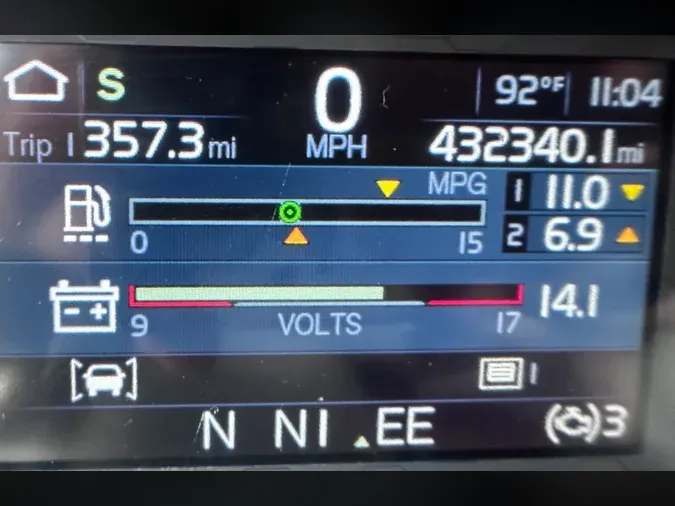 S 0 92°F 11:04
Trip 1 357.3 mi MPH 432340.1 mi
MPG 1 11.0
0 15 2 6.9
- + 14.1
9 VOLTS 17
1
N N1 EE 3